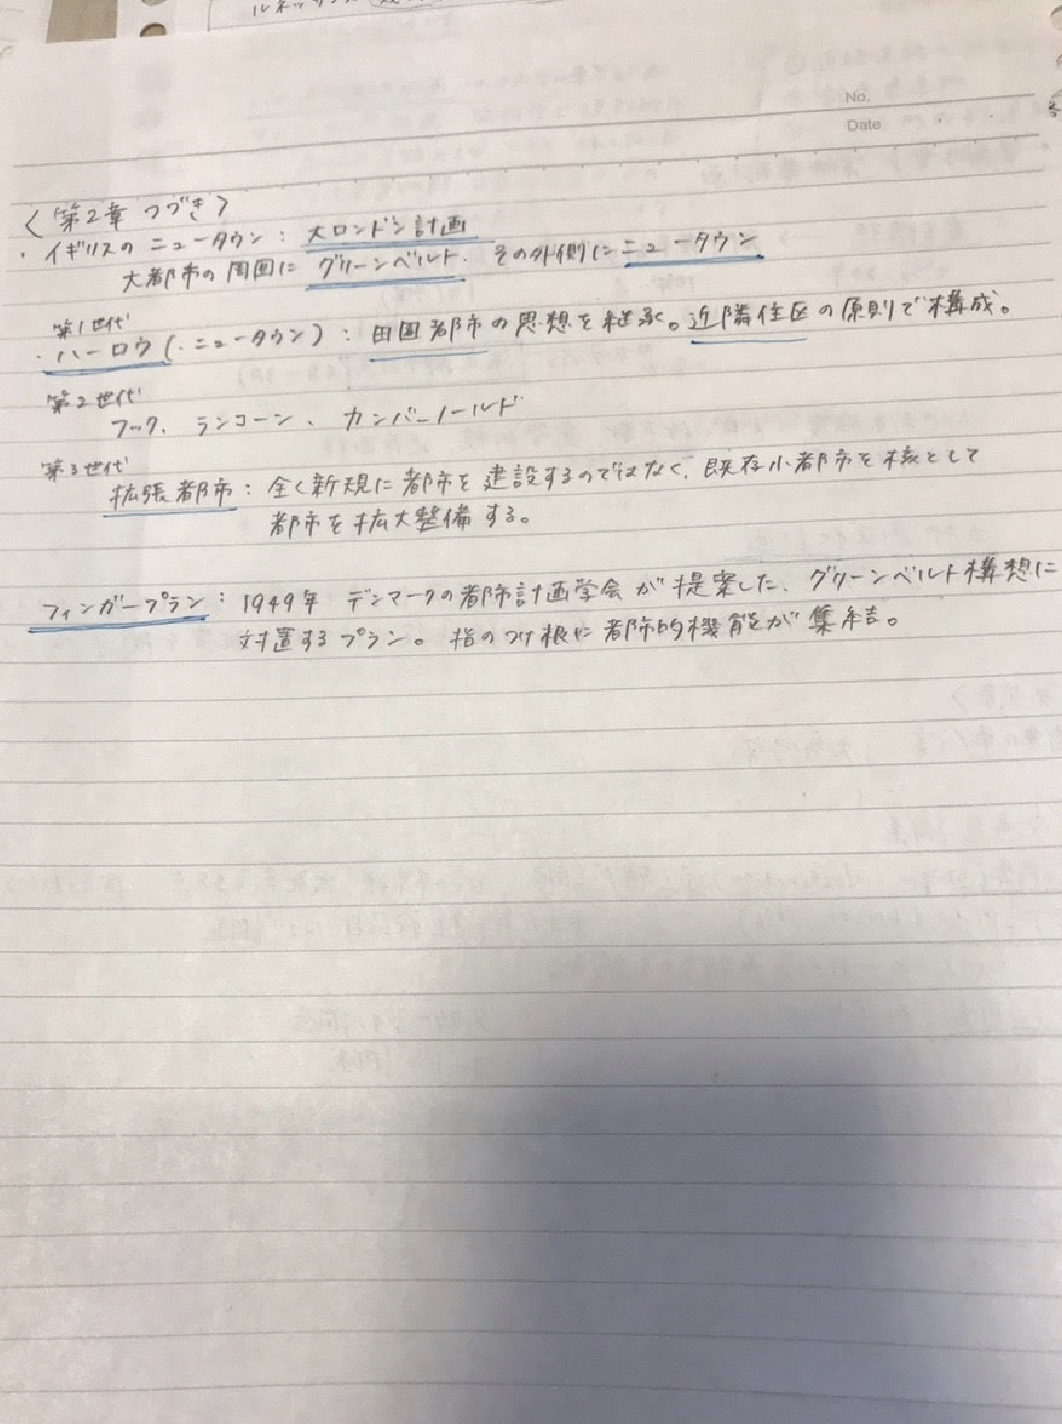 No.
Date
〈第2章 つづき〉
・イギリスの ニュータウン：大ロンドン計画
大都市の周囲に グリーンベルト. その外側に ニュータウン
第1世代
・ハーロウ(・ニュータウン)：田園都市の思想を継承。近隣住区の原則で構成。
第2世代
フック、ランコーン、カンバーノールド
第3世代
拡張都市：全く新規に都市を建設するのではなく、既存小都市を核として
都市を拡大整備する。
フィンガープラン：1949年 デンマークの都市計画学会が提案した、グリーンベルト構想に
対置するプラン。指のつけ根に都市的機能が集結。